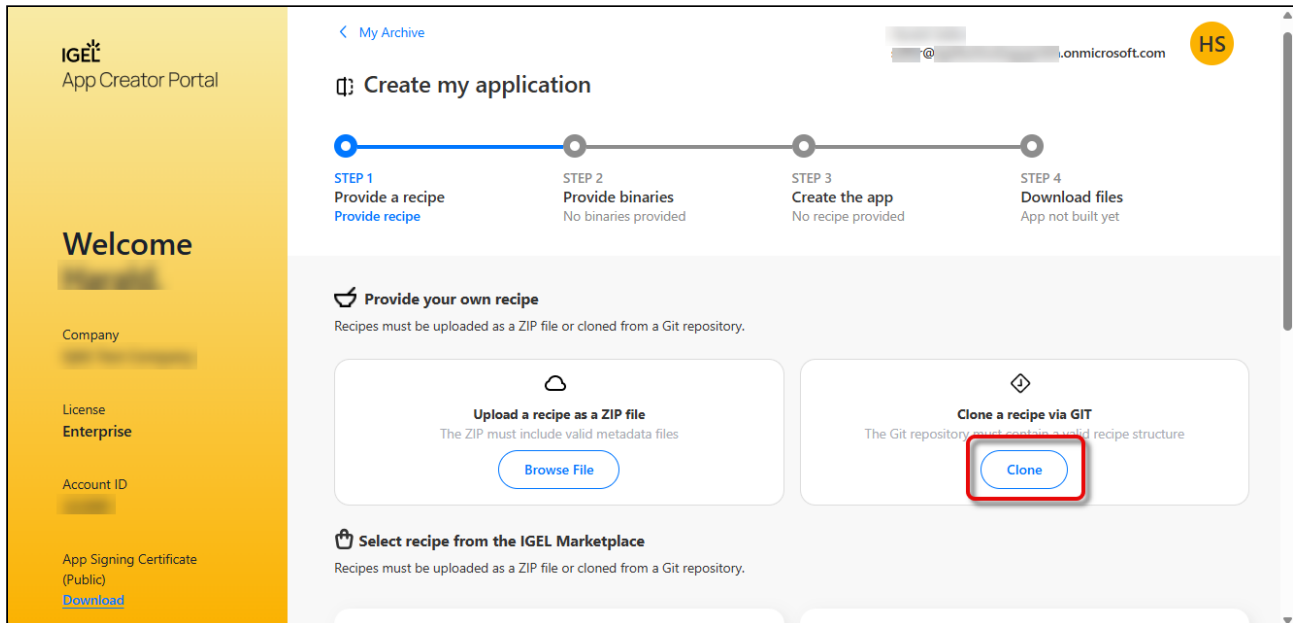 IGEL
App Creator Portal
Welcome
Company
License
Enterprise
Account ID
App Signing Certificate
(Public)
Download
My Archive
.onmicrosoft.com
HS
Create my application
STEP 1
Provide a recipe
Provide recipe
STEP 2
Provide binaries
No binaries provided
STEP 3
Create the app
No recipe provided
STEP 4
Download files
App not built yet
Provide your own recipe
Recipes must be uploaded as a ZIP file or cloned from a Git repository.
Upload a recipe as a ZIP file
The ZIP must include valid metadata files
Browse File
Clone a recipe via GIT
The Git repository must contain a valid recipe structure
Clone
Select recipe from the IGEL Marketplace
Recipes must be uploaded as a ZIP file or cloned from a Git repository.